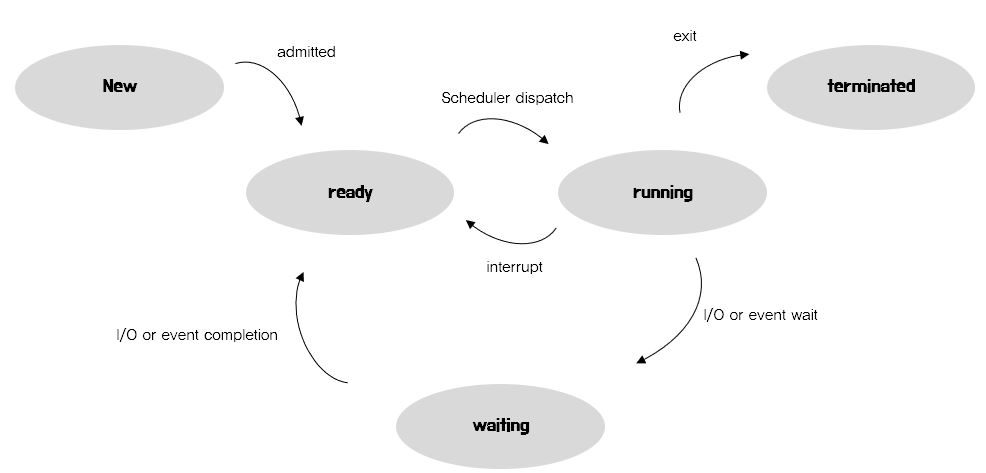 exit
admitted
New
terminated
Scheduler dispatch
ready
running
interrupt
I/O or event wait
I/O or event completion
waiting